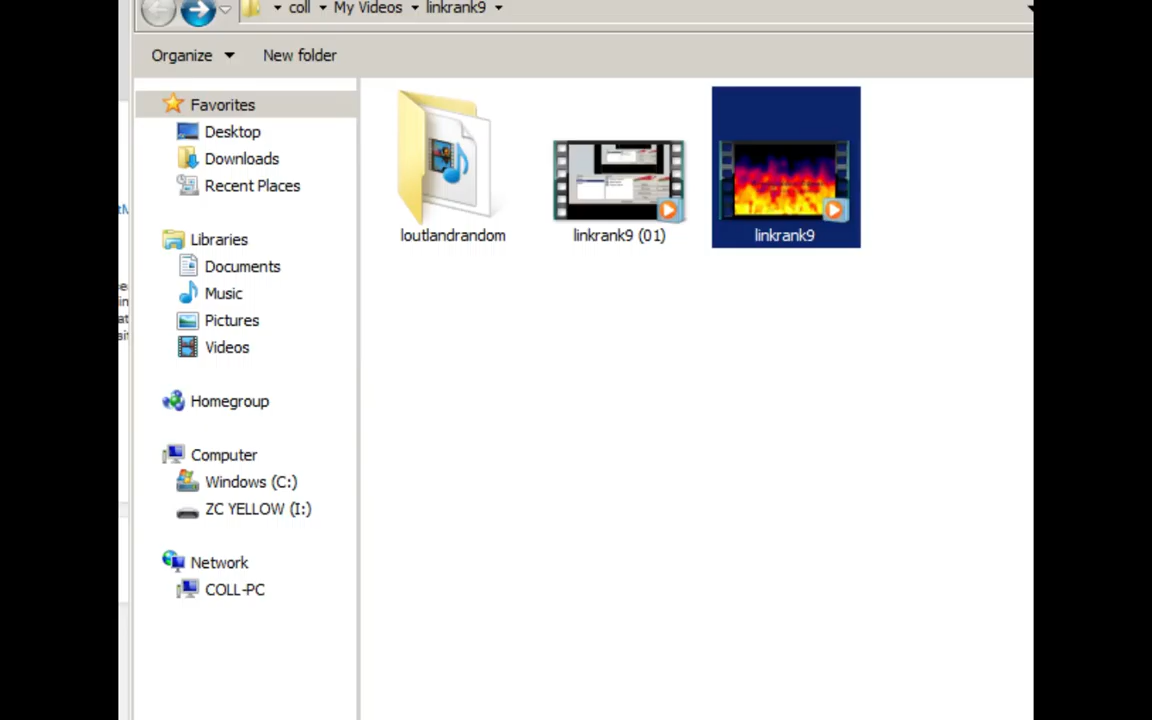 coll My Videos linkrank9
Organize New folder
Favorites
Desktop
Downloads
Recent Places
Libraries
Documents
Music
Pictures
Videos
Homegroup
Computer
Windows (C:)
ZC YELLOW (I:)
Network
COLL-PC
loutlandrandom
linkrank9 (01)
linkrank9